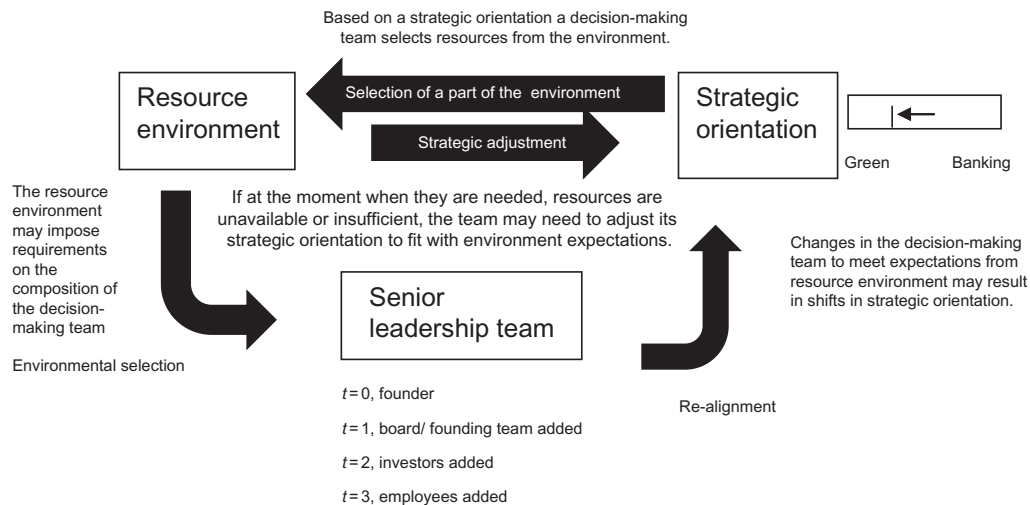 Based on a strategic orientation a decision-making
team selects resources from the environment.
Resource
environment
Selection of a part of the environment
Strategic adjustment
Strategic
orientation
Green
Banking
The resource
environment
may impose
requirements
on the
composition of
the decision-
making team
Environmental selection
If at the moment when they are needed, resources are
unavailable or insufficient, the team may need to adjust its
strategic orientation to fit with environment expectations.
Changes in the decision-making
team to meet expectations from
resource environment may result
in shifts in strategic orientation.
Senior
leadership team
t=0, founder
t=1, board/ founding team added
t=2, investors added
t=3, employees added
Re-alignment